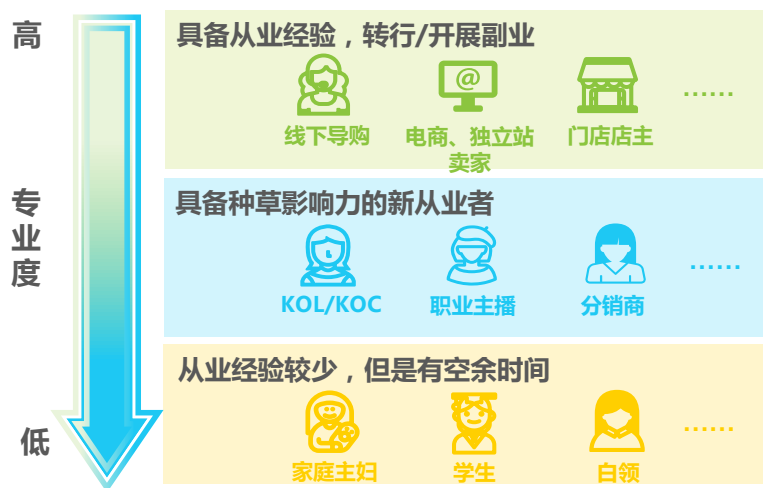 高
具备从业经验，转行/开展副业
@
线下导购
电商、独立站
卖家
门店店主
......
专
业
度
具备种草影响力的新从业者
KOL/KOC
职业主播
分销商
......
从业经验较少，但是有空余时间
低
家庭主妇
学生
白领
......